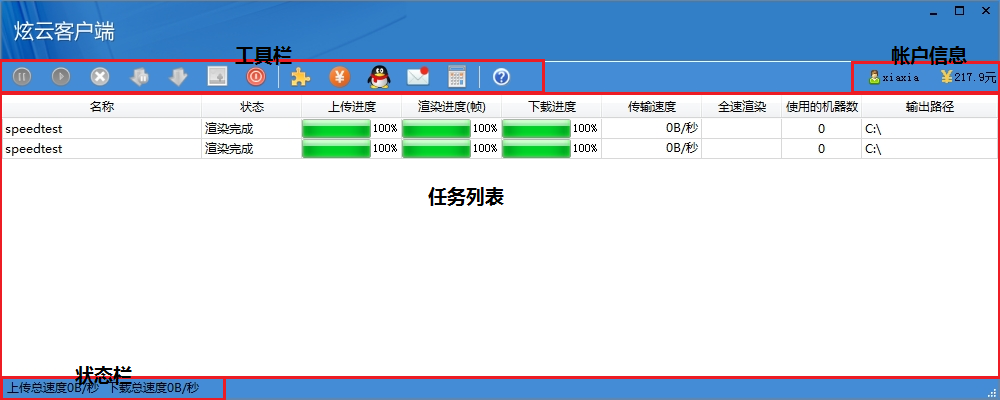 炫云客户端
工具栏
帐户信息
xiaxia ¥217.9元
名称 状态 上传进度 渲染进度(帧) 下载进度 传输速度 全速渲染 使用的机器数 输出路径
speedtest 渲染完成 100% 100% 100% 0B/秒 0 C:\
speedtest 渲染完成 100% 100% 100% 0B/秒 0 C:\
任务列表
状态栏
上传总速度0B/秒 下载总速度0B/秒